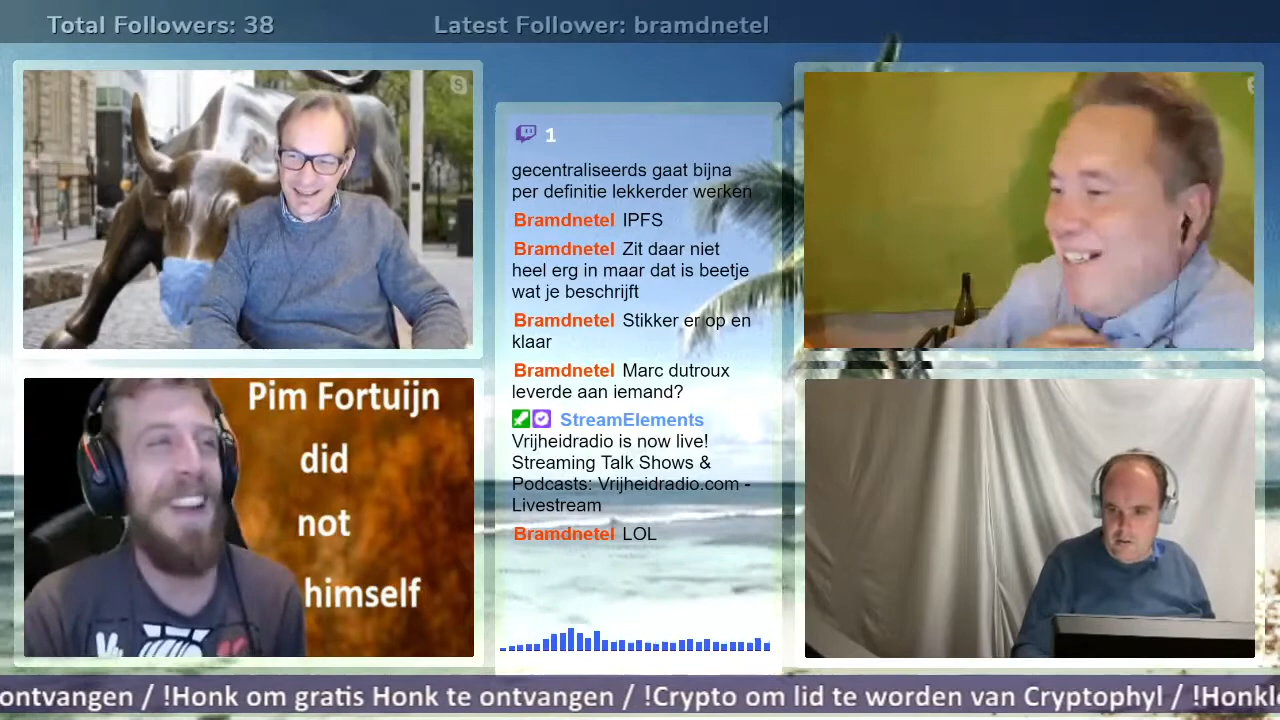 Total Followers: 38
Latest Follower: bramdnetel
1
gecentraliseerds gaat bijna
per definitie lekkerder werken
Bramdnetel IPFS
Bramdnetel Zit daar niet
heel erg in maar dat is beetje
wat je beschrijft
Bramdnetel Stikker er op en
klaar
Bramdnetel Marc dutroux
leverde aan iemand?
StreamElements
Vrijheidradio is now live!
Streaming Talk Shows &
Podcasts: Vrijheidradio.com -
Livestream
Bramdnetel LOL
Pim Fortuijn
did
not
himself
ontvangen / !Honk om gratis Honk te ontvangen / !Crypto om lid te worden van Cryptophyl / !Honkl